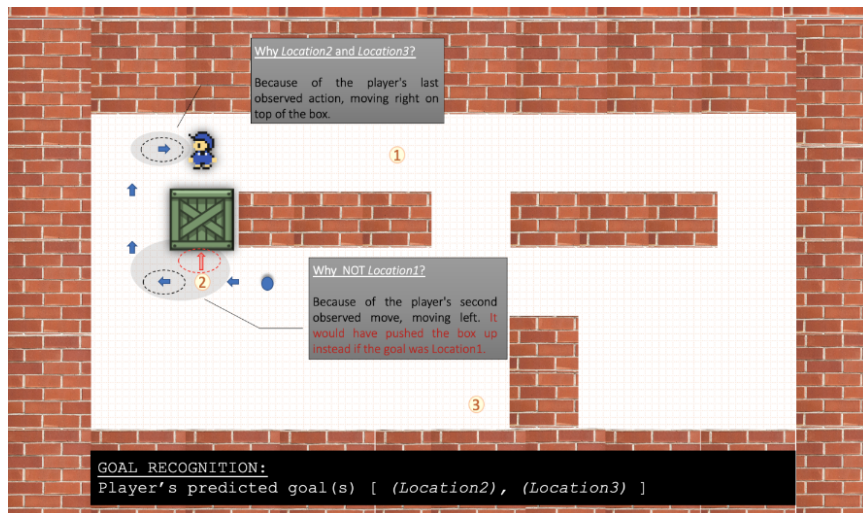 Why Location2 and Location3?
Because of the player's last
observed action, moving right on
top of the box.
1
2
Why NOT Location1?
Because of the player's second
observed move, moving left. It
would have pushed the box up
instead if the goal was Location1.
3
GOAL RECOGNITION:
Player's predicted goal(s) [ (Location2), (Location3) ]